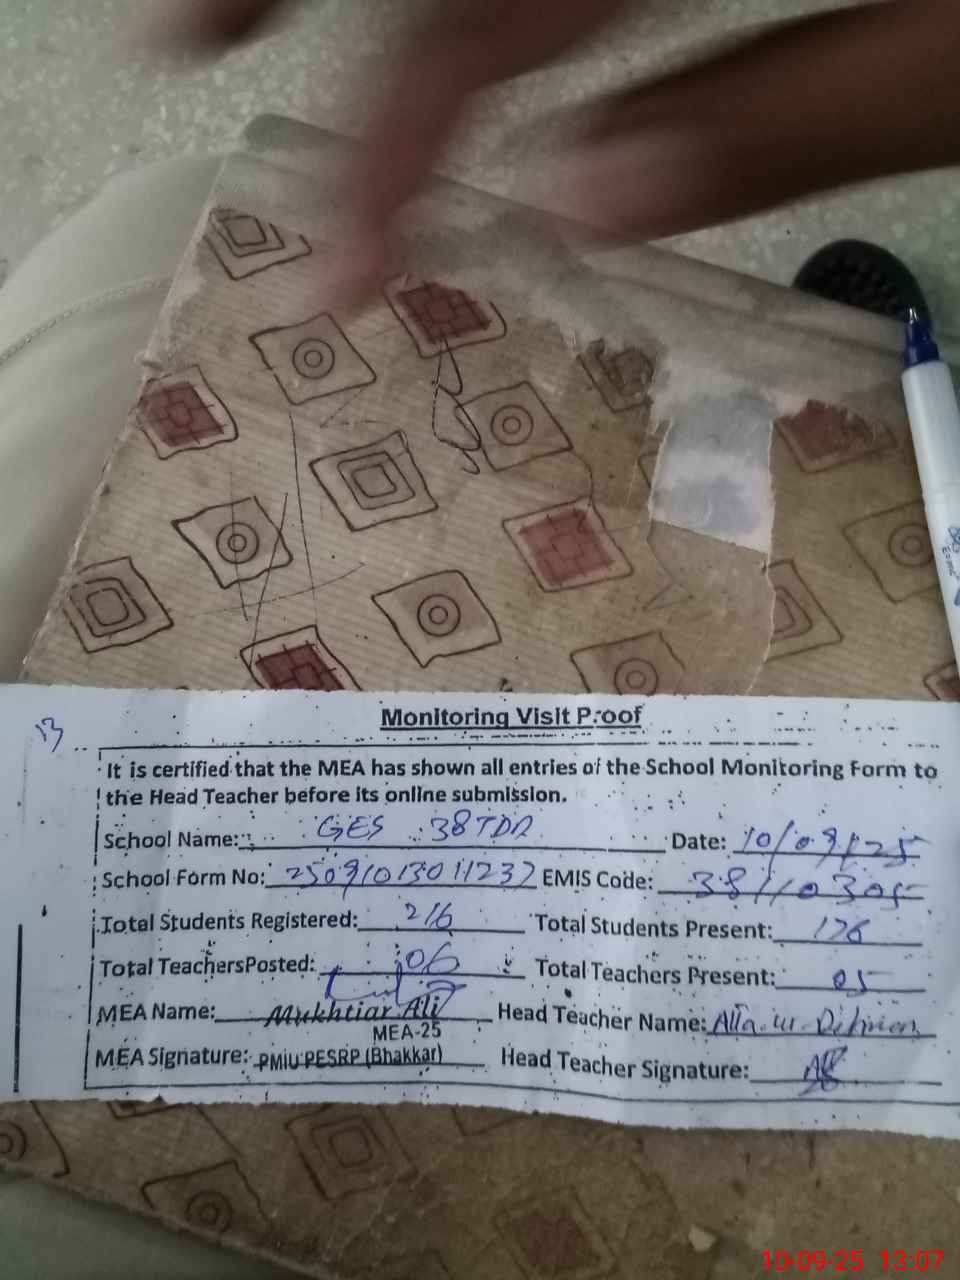 13
Monitoring Visit Proof
It is certified that the MEA has shown all entries of the School Monitoring Form to
the Head Teacher before its online submission.
School Name: GES 38TDA Date: 10/09/25
School Form No: 2509101301123 EMIS Code: 38110305
Total Students Registered: 216 Total Students Present: 176
Total Teachers Posted: 06 Total Teachers Present: 05
MEA Name: Mukhtiar Ali Head Teacher Name:
MEA-25
MEA Signature: PMIU PESRP (Bhakkar) Head Teacher Signature:
10-09-25 13:07